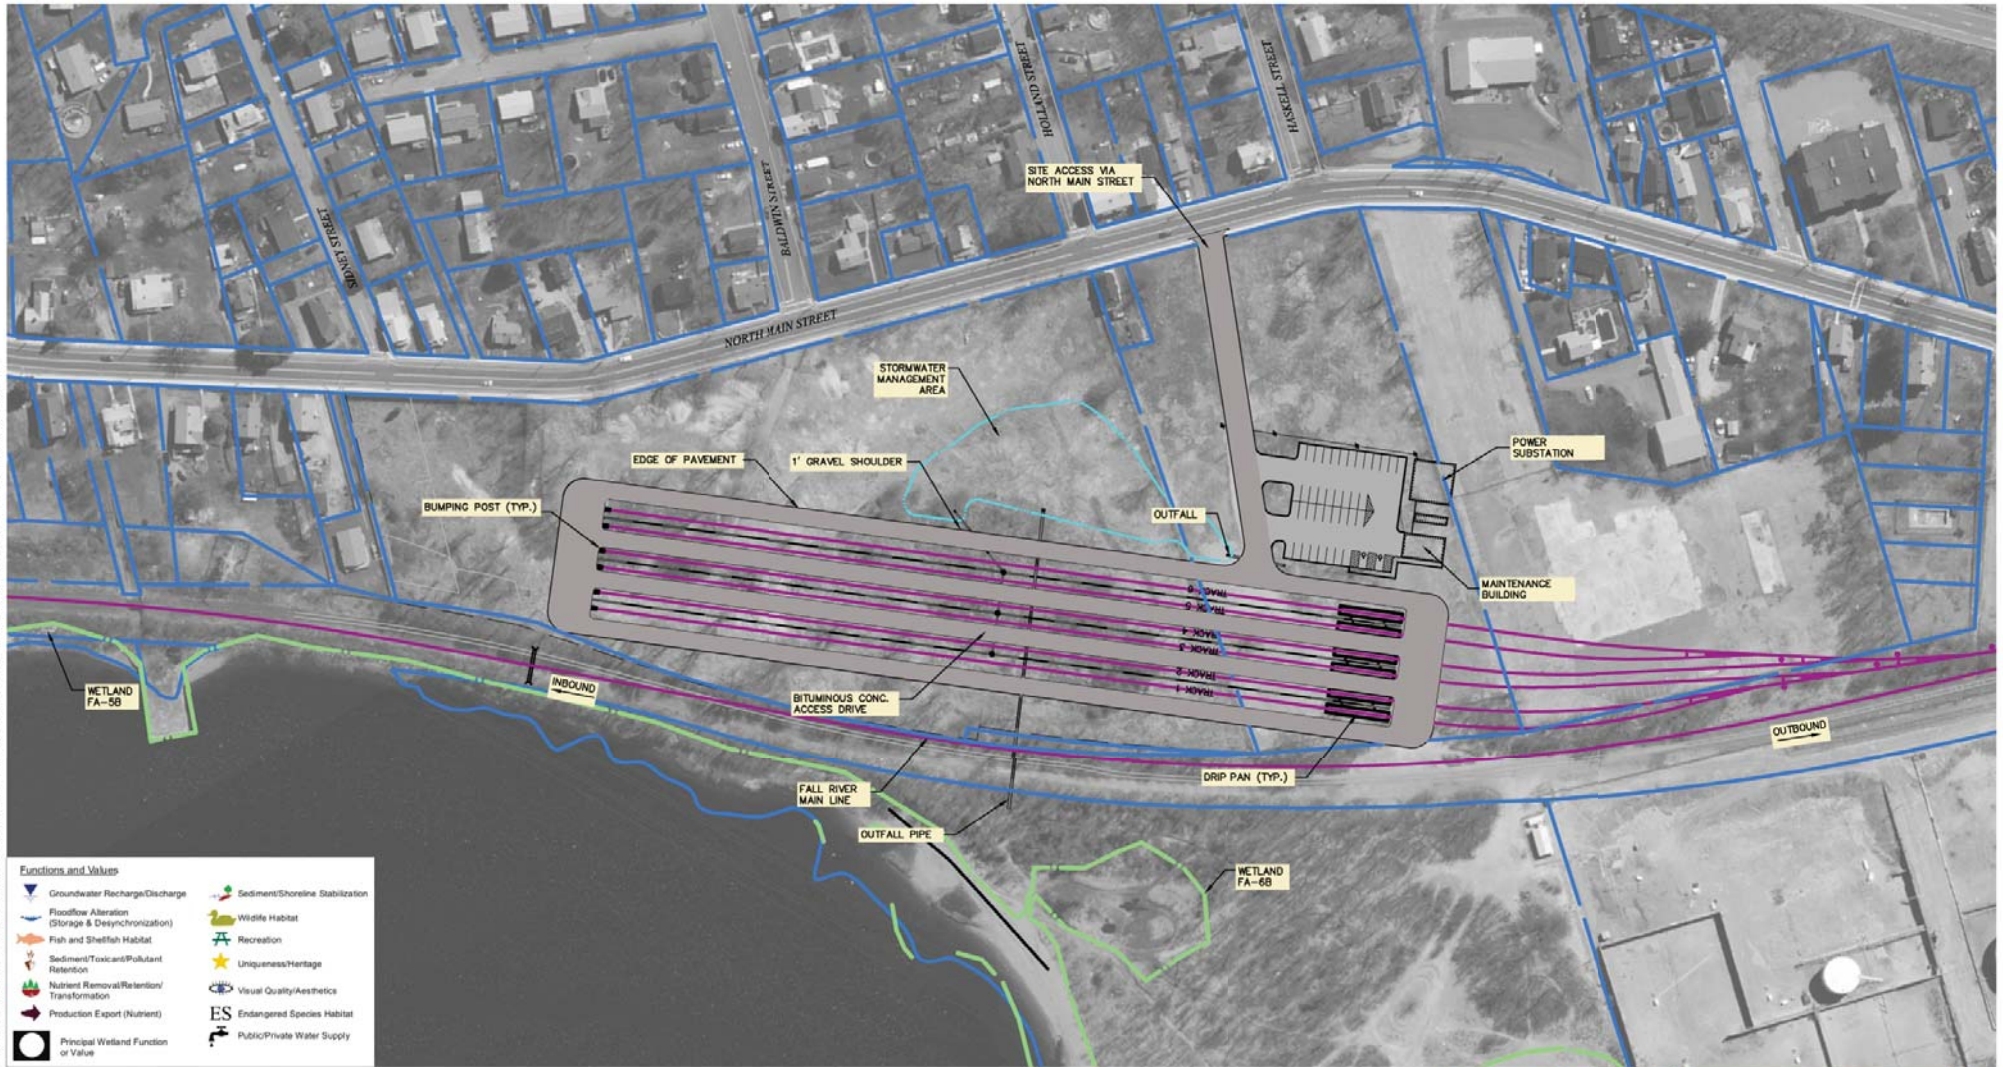 HOLLAND STREET
HASKELL STREET
SIDNEY STREET
BALDWIN STREET
NORTH MAIN STREET
SITE ACCESS VIA
NORTH MAIN STREET
STORMWATER
MANAGEMENT
AREA
EDGE OF PAVEMENT
1' GRAVEL SHOULDER
BUMPING POST (TYP.)
OUTFALL
POWER
SUBSTATION
MAINTENANCE
BUILDING
TRACK 6
TRACK 5
TRACK 4
TRACK 3
TRACK 2
TRACK 1
WETLAND
FA-5B
INBOUND
BITUMINOUS CONC.
ACCESS DRIVE
OUTBOUND
DRIP PAN (TYP.)
FALL RIVER
MAIN LINE
OUTFALL PIPE
WETLAND
FA-6B
Functions and Values
Groundwater Recharge/Discharge
Floodflow Alteration
(Storage & Desynchronization)
Fish and Shellfish Habitat
Sediment/Toxicant/Pollutant
Retention
Nutrient Removal/Retention/
Transformation
Production Export (Nutrient)
Principal Wetland Function
or Value
Sediment/Shoreline Stabilization
Wildlife Habitat
Recreation
Uniqueness/Heritage
Visual Quality/Aesthetics
ES Endangered Species Habitat
Public/Private Water Supply